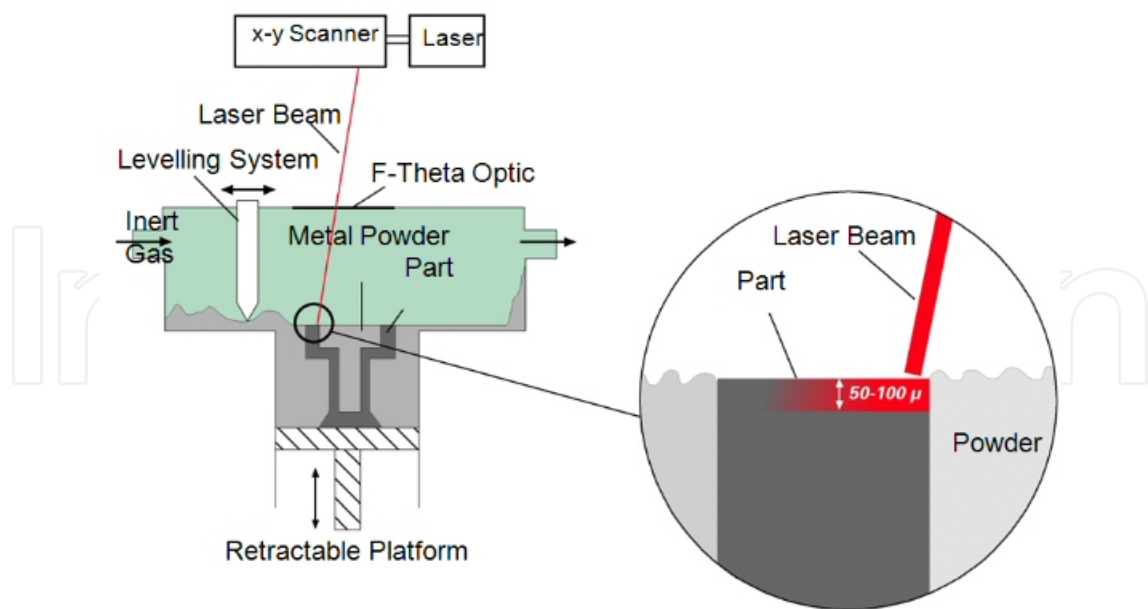 x-y Scanner
Laser
Laser Beam
Levelling System
F-Theta Optic
Inert
Gas
Metal Powder
Part
Retractable Platform
Laser Beam
Part
50-100 μ
Powder